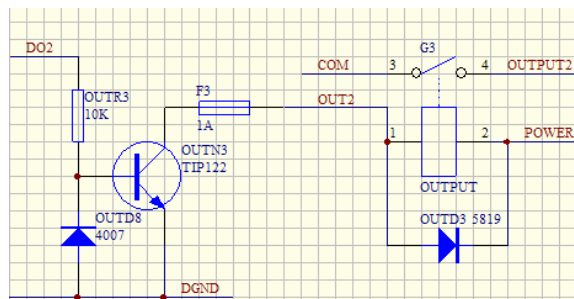 DO2
G3
COM 3 4 OUTPUT2
OUTR3
10K
F3
1A
OUT2
OUTN3
TIP122
1 2 POWER
OUTPUT
OUTD8
4007
OUTD3 5819
DGND